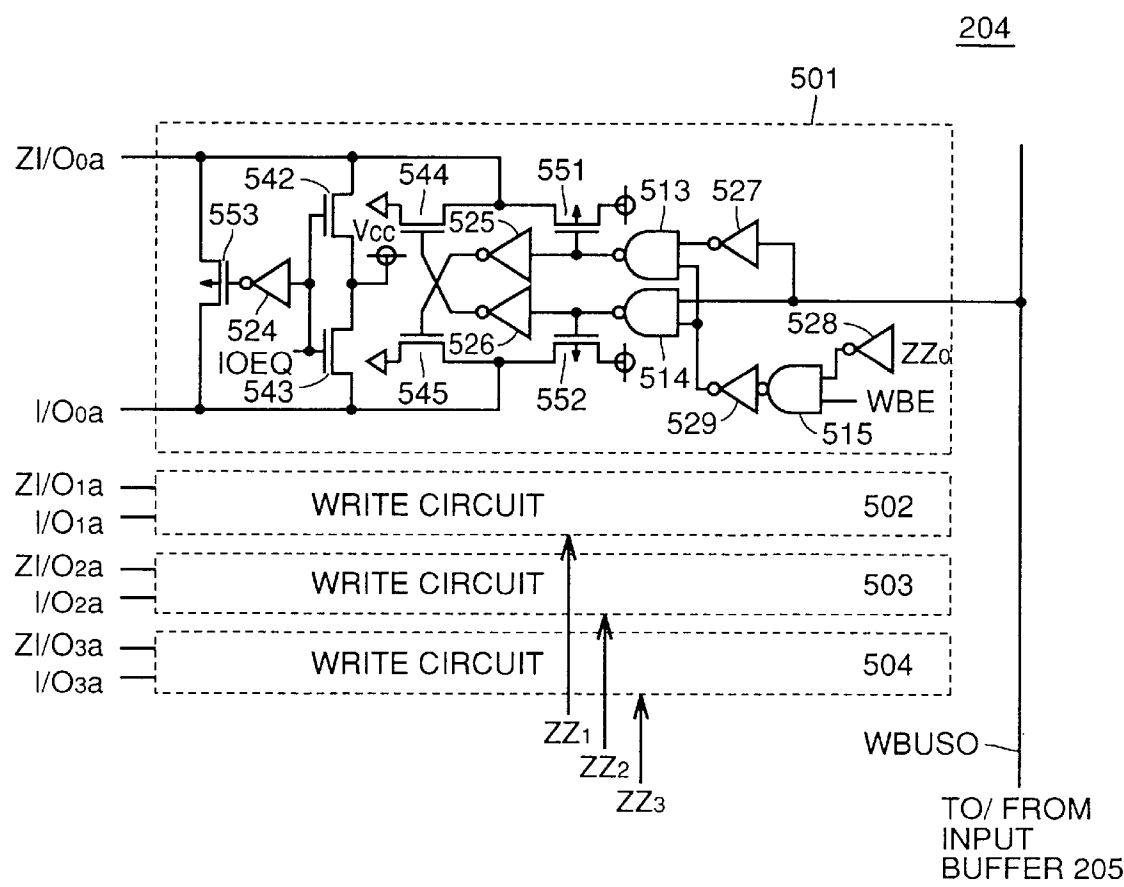 204
501
ZI/O0a
542
544
551
513
527
553
525
VCC
524
526
514
528
ZZ0
IOEQ
543
545
552
529
515
WBE
I/O0a
ZI/O1a
I/O1a
WRITE CIRCUIT
502
ZI/O2a
I/O2a
WRITE CIRCUIT
503
ZI/O3a
I/O3a
WRITE CIRCUIT
504
ZZ1
ZZ2
ZZ3
WBUSO
TO/ FROM
INPUT
BUFFER 205